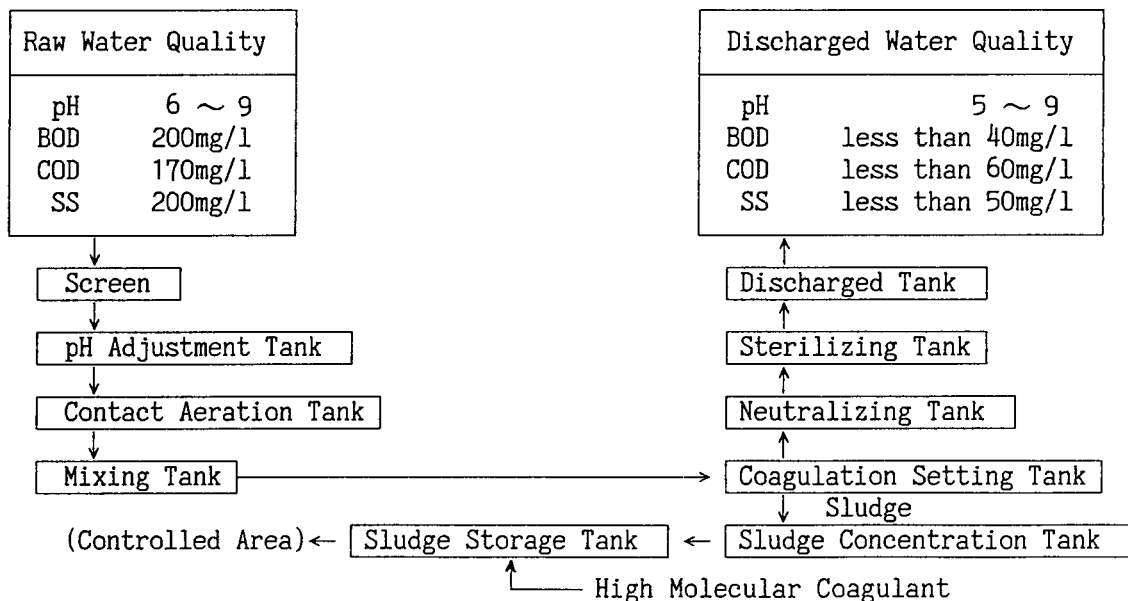 Raw Water Quality
pH 6 ～ 9
BOD 200mg/l
COD 170mg/l
SS 200mg/l
Screen
pH Adjustment Tank
Contact Aeration Tank
Mixing Tank
Discharged Water Quality
pH 5 ～ 9
BOD less than 40mg/l
COD less than 60mg/l
SS less than 50mg/l
Discharged Tank
Sterilizing Tank
Neutralizing Tank
Coagulation Setting Tank
Sludge
(Controlled Area)
Sludge Storage Tank
Sludge Concentration Tank
High Molecular Coagulant